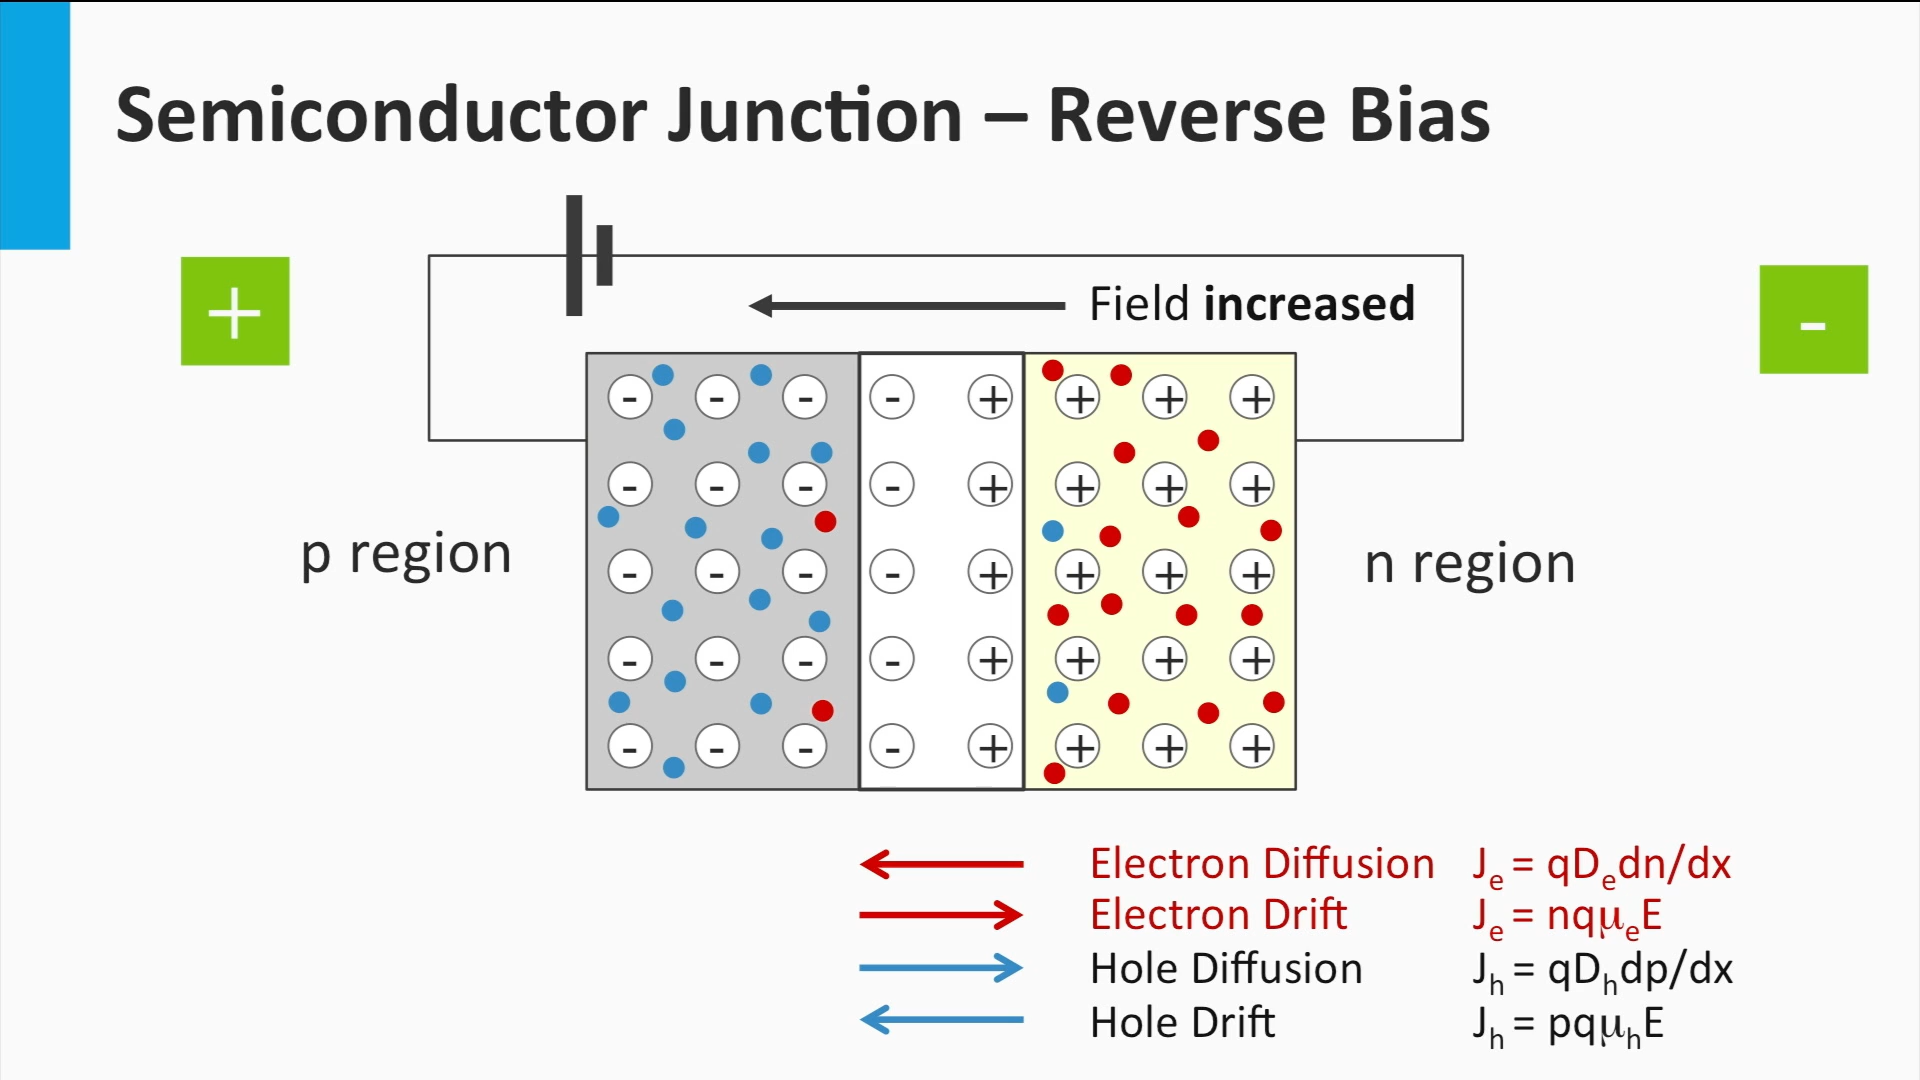 Semiconductor Junction – Reverse Bias
+
-
Field increased
- - - - + + + +
- - - - + + + +
p region
- - - - + + + +
n region
- - - - + + + +
- - - - + + + +
Electron Diffusion Je = qDedn/dx
Electron Drift Je = nqμeE
Hole Diffusion Jh = qDhdp/dx
Hole Drift Jh = pqμhE